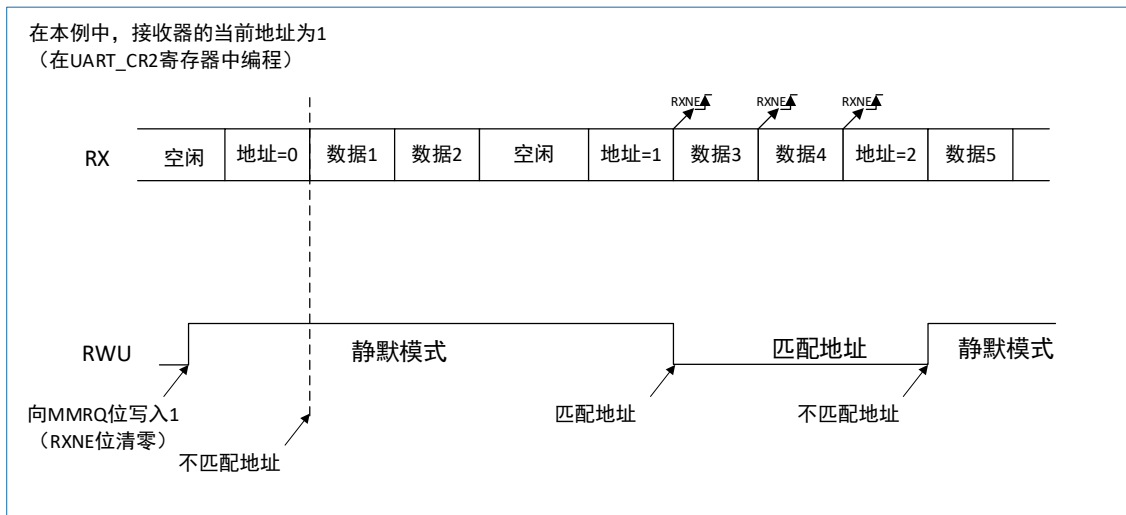 在本例中，接收器的当前地址为1
（在UART_CR2寄存器中编程）
RXNE RXNE RXNE
RX 空闲 地址=0 数据1 数据2 空闲 地址=1 数据3 数据4 地址=2 数据5
RWU 静默模式 匹配地址 静默模式
向MMRQ位写入1
（RXNE位清零）
不匹配地址
匹配地址
不匹配地址